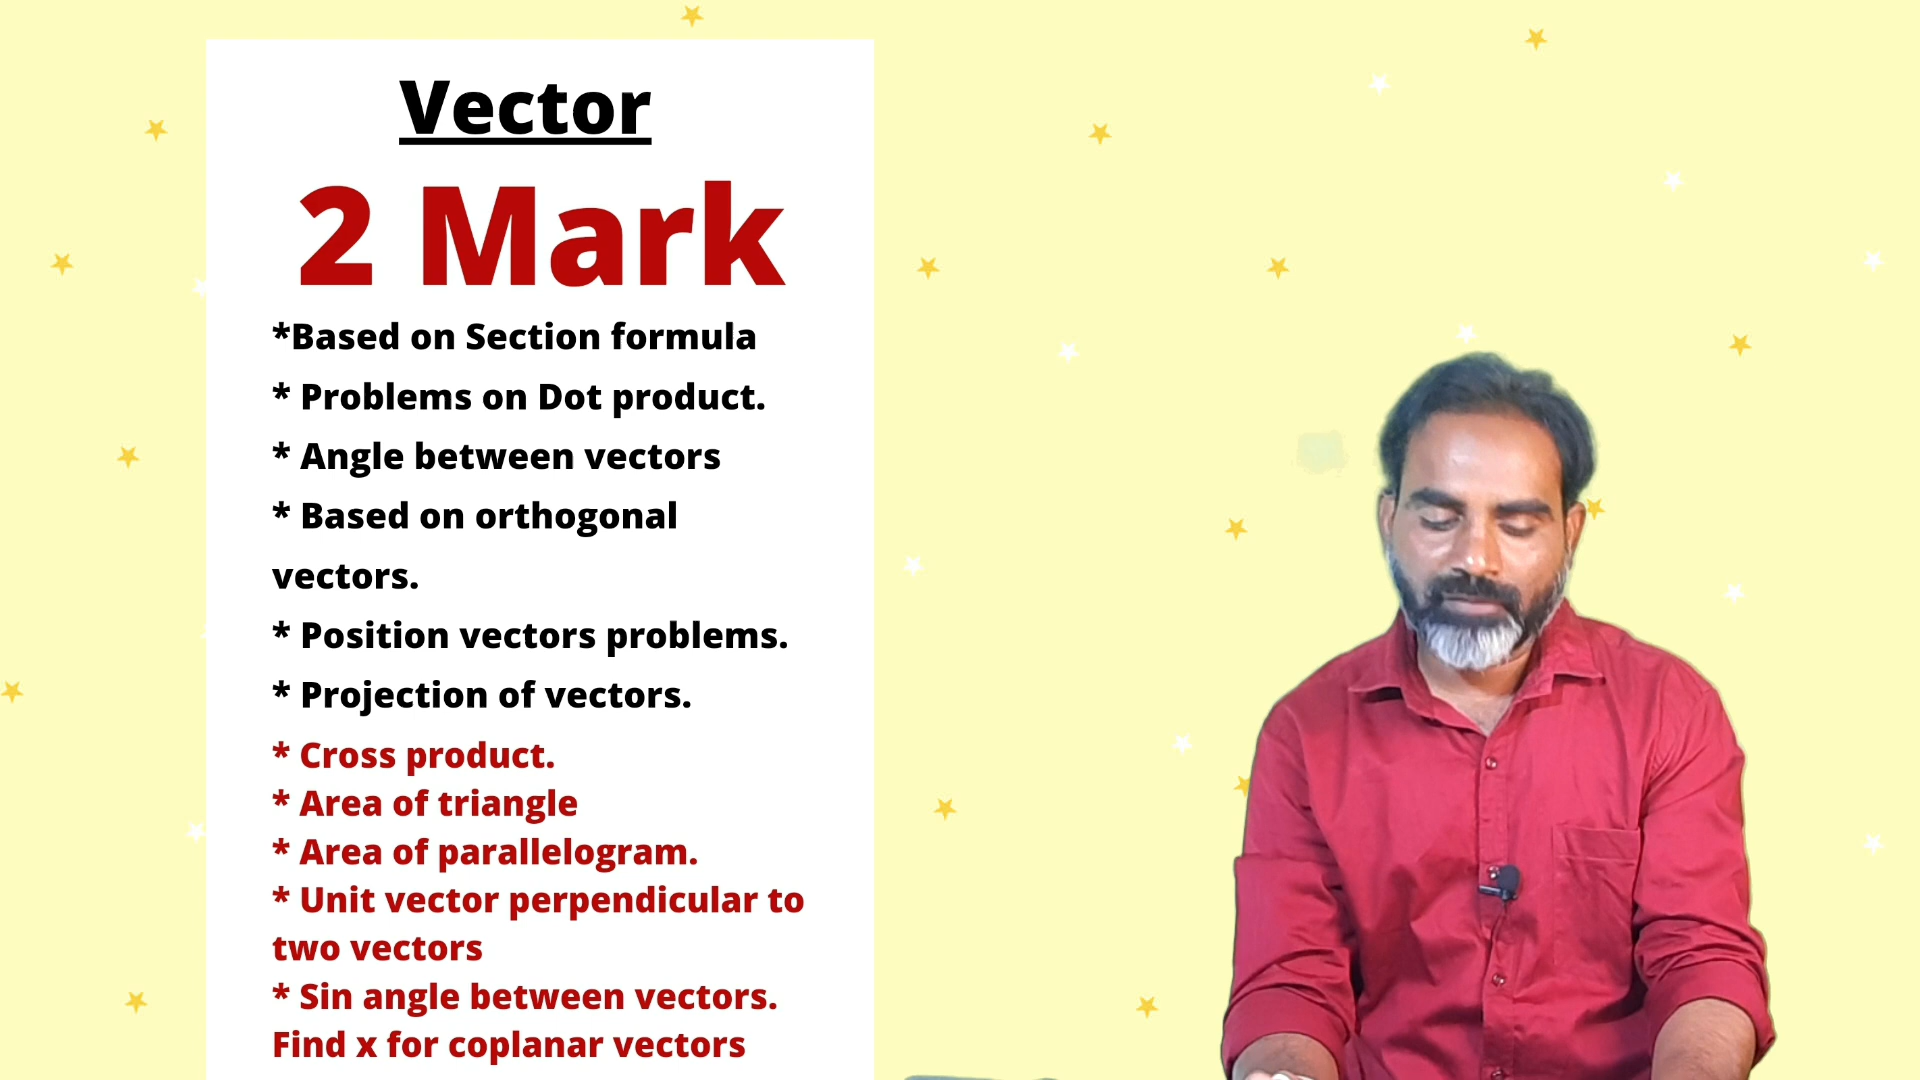 Vector
2 Mark
*Based on Section formula
* Problems on Dot product.
* Angle between vectors
* Based on orthogonal
vectors.
* Position vectors problems.
* Projection of vectors.
* Cross product.
* Area of triangle
* Area of parallelogram.
* Unit vector perpendicular to
two vectors
* Sin angle between vectors.
Find x for coplanar vectors